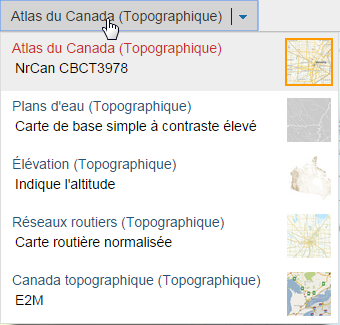 Atlas du Canada (Topographique)
Atlas du Canada (Topographique)
NrCan CBCT3978
Plans d'eau (Topographique)
Carte de base simple à contraste élevé
Élévation (Topographique)
Indique l'altitude
Réseaux routiers (Topographique)
Carte routière normalisée
Canada topographique (Topographique)
E2M